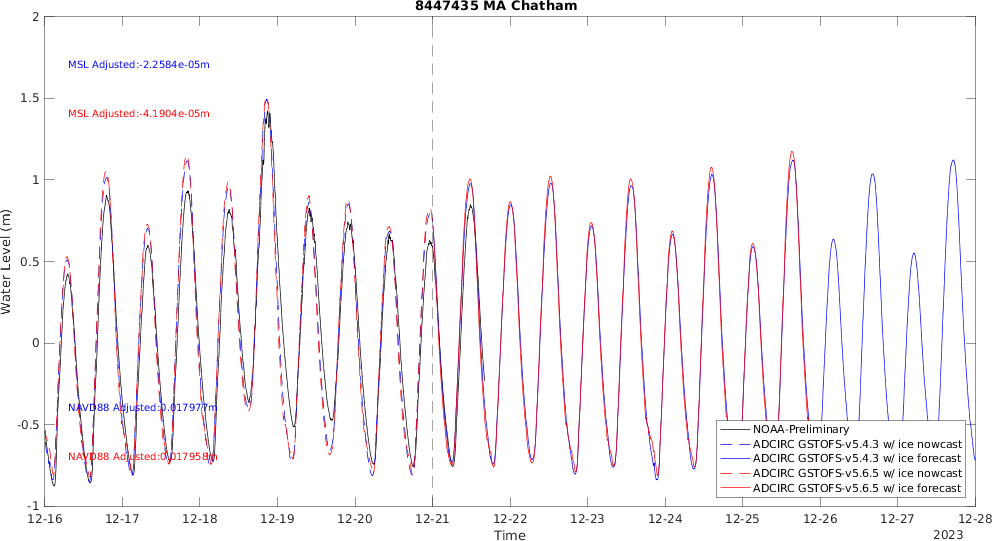 8447435 MA Chatham
2
MSL Adjusted:-2.2584e-05m
1.5
MSL Adjusted:-4.1904e-05m
1
0.5
Water Level (m)
0
NAVD88 Adjusted:0.017977m
-0.5
NAVD88 Adjusted:0.017958m
-1
NOAA-Preliminary
ADCIRC GSTOFS-v5.4.3 w/ ice nowcast
ADCIRC GSTOFS-v5.4.3 w/ ice forecast
ADCIRC GSTOFS-v5.6.5 w/ ice nowcast
ADCIRC GSTOFS-v5.6.5 w/ ice forecast
12-16 12-17 12-18 12-19 12-20 12-21 12-22 12-23 12-24 12-25 12-26 12-27 12-28
Time
2023